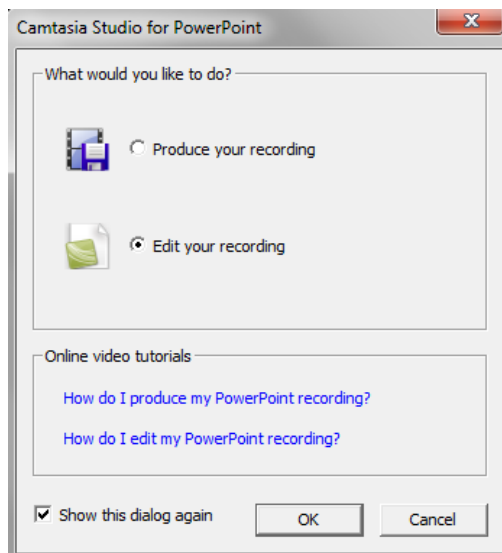 Camtasia Studio for PowerPoint
What would you like to do?
Produce your recording
Edit your recording
Online video tutorials
How do I produce my PowerPoint recording?
How do I edit my PowerPoint recording?
Show this dialog again
OK
Cancel